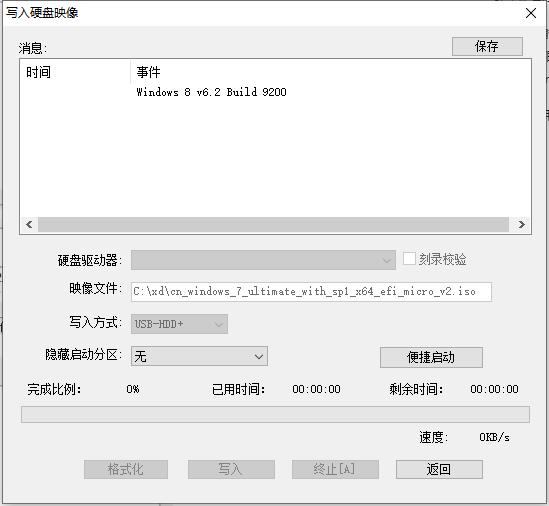 写入硬盘映像
消息:
保存
时间 事件
Windows 8 v6.2 Build 9200
硬盘驱动器:
刻录校验
映像文件: C:\xd\cn_windows_7_ultimate_with_sp1_x64_efi_micro_v2.iso
写入方式: USB-HDD+
隐藏启动分区: 无
便捷启动
完成比例: 0% 已用时间: 00:00:00 剩余时间: 00:00:00
速度: 0KB/s
格式化 写入 终止[A] 返回